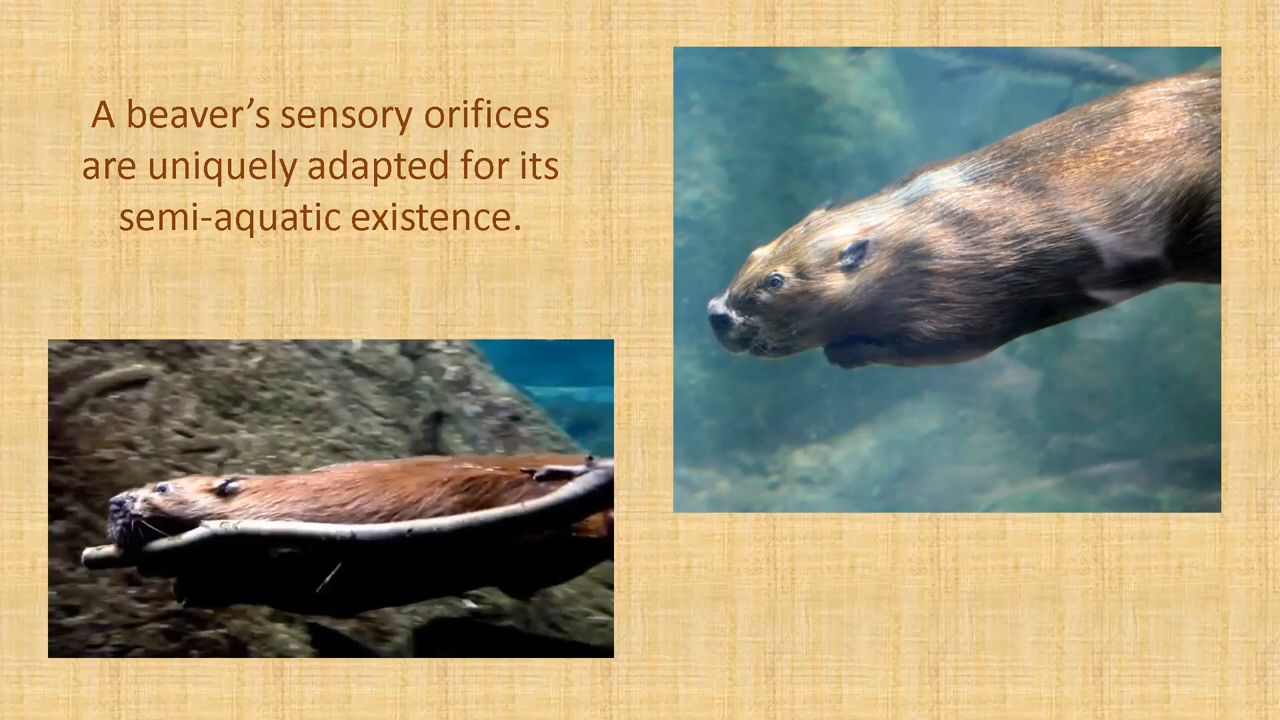 A beaver’s sensory orifices
are uniquely adapted for its
semi-aquatic existence.